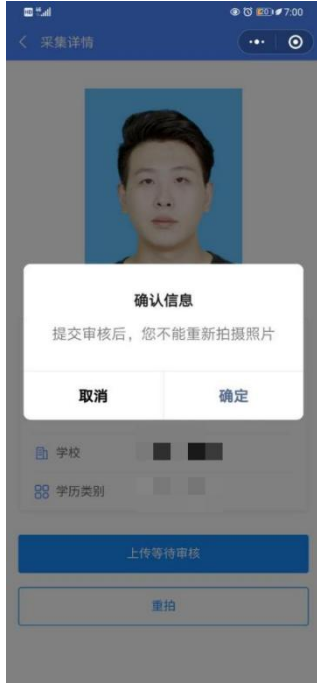 HD 7:00
采集详情
确认信息
提交审核后，您不能重新拍摄照片
取消 确定
学校
学历类别
上传等待审核
重拍